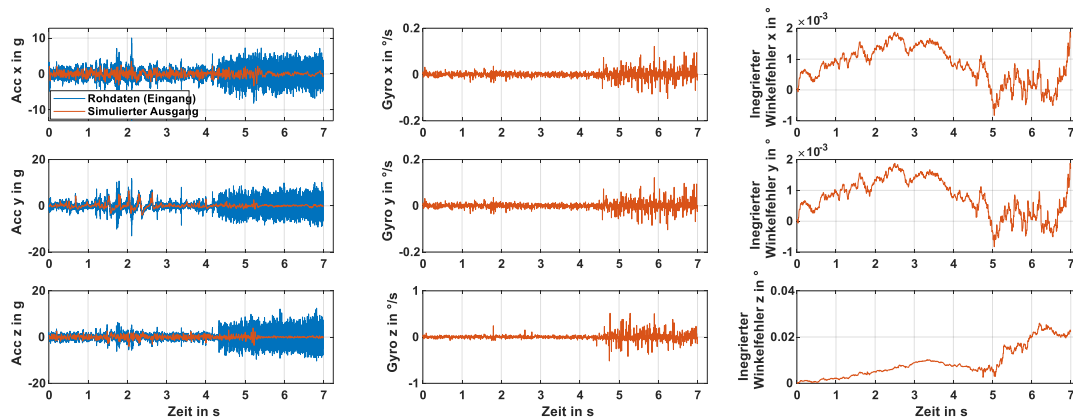 Acc x in g
10
0
-10
Rohdaten (Eingang)
Simulierter Ausgang
0 1 2 3 4 5 6 7
Gyro x in °/s
0.2
0
-0.2
0 1 2 3 4 5 6 7
Inegrierter
Winkelfehler x in °
×10⁻³
2
1
0
-1
0 1 2 3 4 5 6 7
Acc y in g
20
0
-20
0 1 2 3 4 5 6 7
Gyro y in °/s
0.2
0
-0.2
0 1 2 3 4 5 6 7
Inegrierter
Winkelfehler y in °
×10⁻³
2
1
0
-1
0 1 2 3 4 5 6 7
Acc z in g
20
0
-20
0 1 2 3 4 5 6 7
Zeit in s
Gyro z in °/s
1
0
-1
0 1 2 3 4 5 6 7
Zeit in s
Inegrierter
Winkelfehler z in °
0.04
0.02
0
0 1 2 3 4 5 6 7
Zeit in s